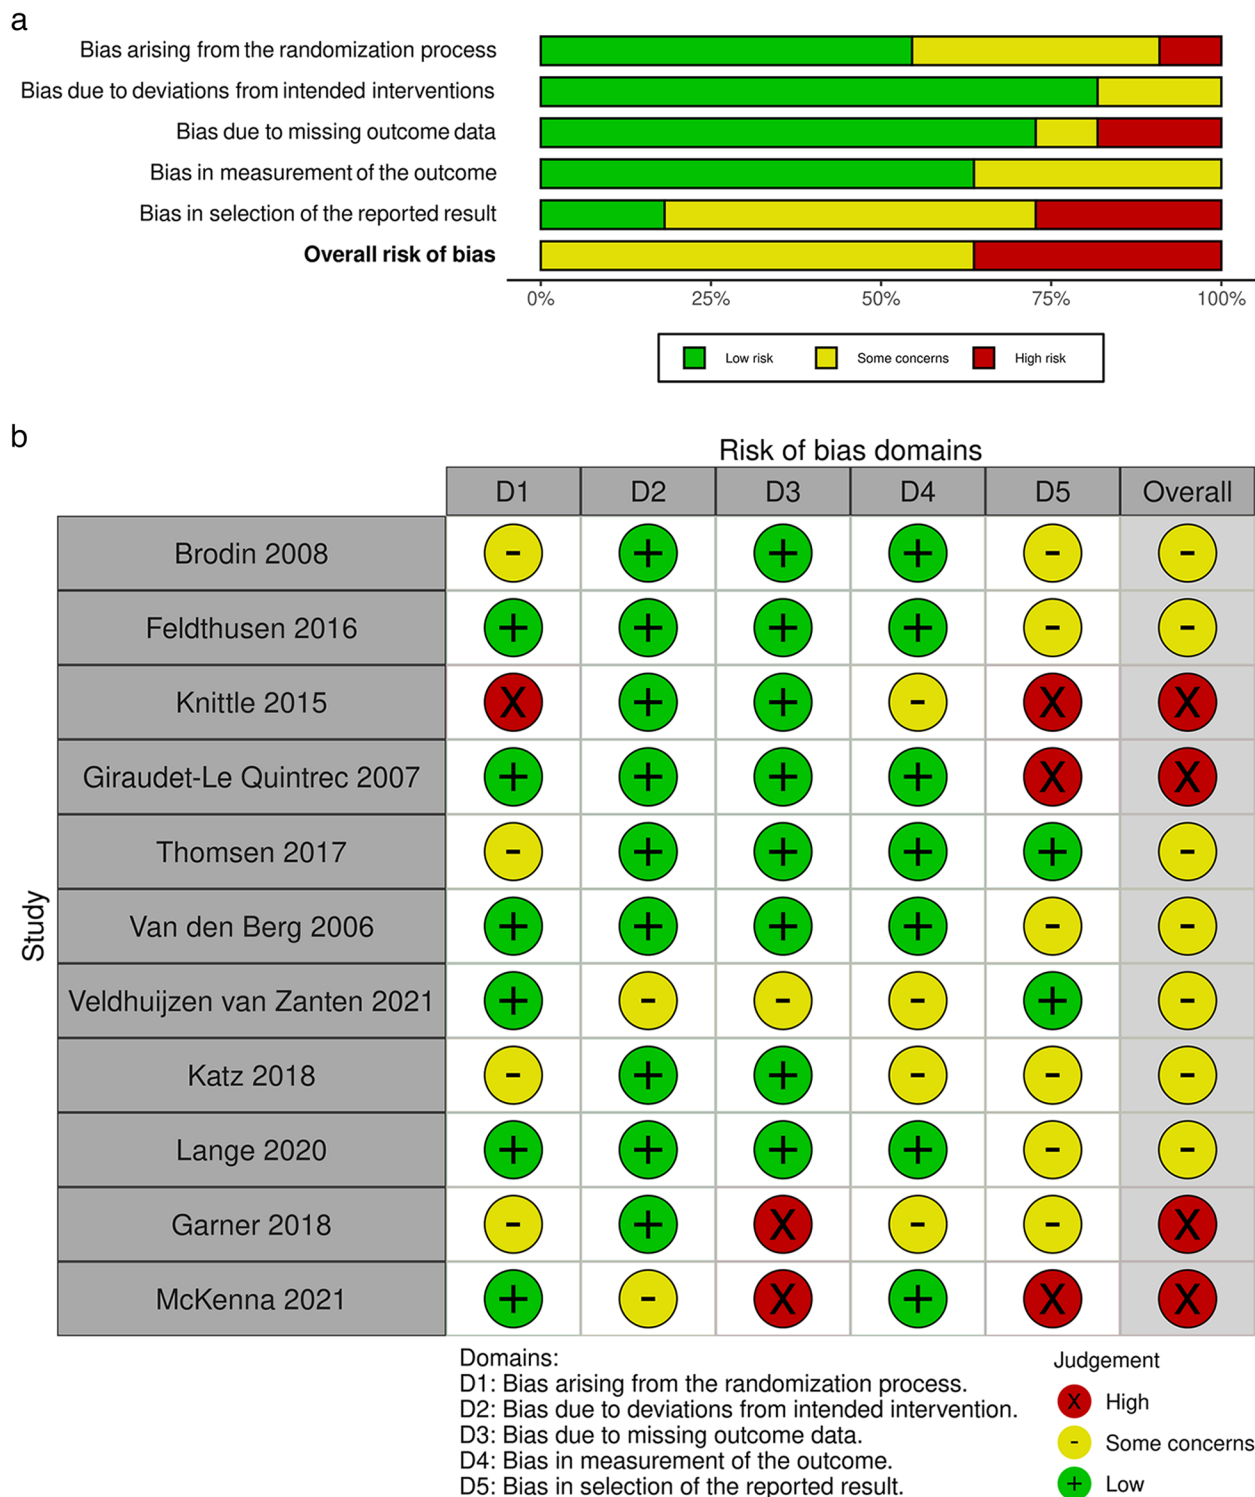 a
Bias arising from the randomization process
Bias due to deviations from intended interventions
Bias due to missing outcome data
Bias in measurement of the outcome
Bias in selection of the reported result
Overall risk of bias
0% 25% 50% 75% 100%
Low risk Some concerns High risk
b
Risk of bias domains
D1 D2 D3 D4 D5 Overall
Study
Brodin 2008 - + + + - -
Feldthusen 2016 + + + + - -
Knittle 2015 X + + - X X
Giraudet-Le Quintrec 2007 + + + + X X
Thomsen 2017 - + + + + -
Van den Berg 2006 + + + + - -
Veldhuijzen van Zanten 2021 + - - - + -
Katz 2018 - + + - - -
Lange 2020 + + + + - -
Garner 2018 - + X - - X
McKenna 2021 + - X + X X
Domains:
D1: Bias arising from the randomization process.
D2: Bias due to deviations from intended intervention.
D3: Bias due to missing outcome data.
D4: Bias in measurement of the outcome.
D5: Bias in selection of the reported result.
Judgement
X High
- Some concerns
+ Low